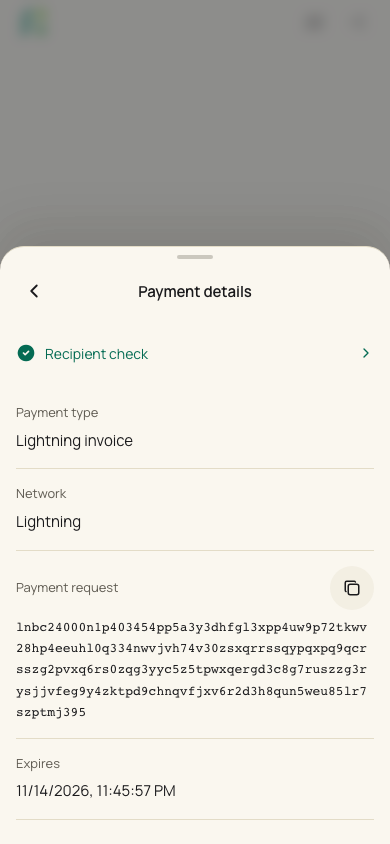 Payment details
Recipient check
Payment type
Lightning invoice
Network
Lightning
Payment request
lnbc24000n1p403454pp5a3y3dhfgl3xpp4uw9p72tkwv
28hp4eeuhl0q334nwvjvh74v30zsxqrrssqypqxpq9qcr
sszg2pvxq6rs0zqg3yyc5z5tpwxqergd3c8g7ruszzg3r
ysjjvfeg9y4zktpd9chnqvfjxv6r2d3h8qun5weu85lr7
szptmj395
Expires
11/14/2026, 11:45:57 PM